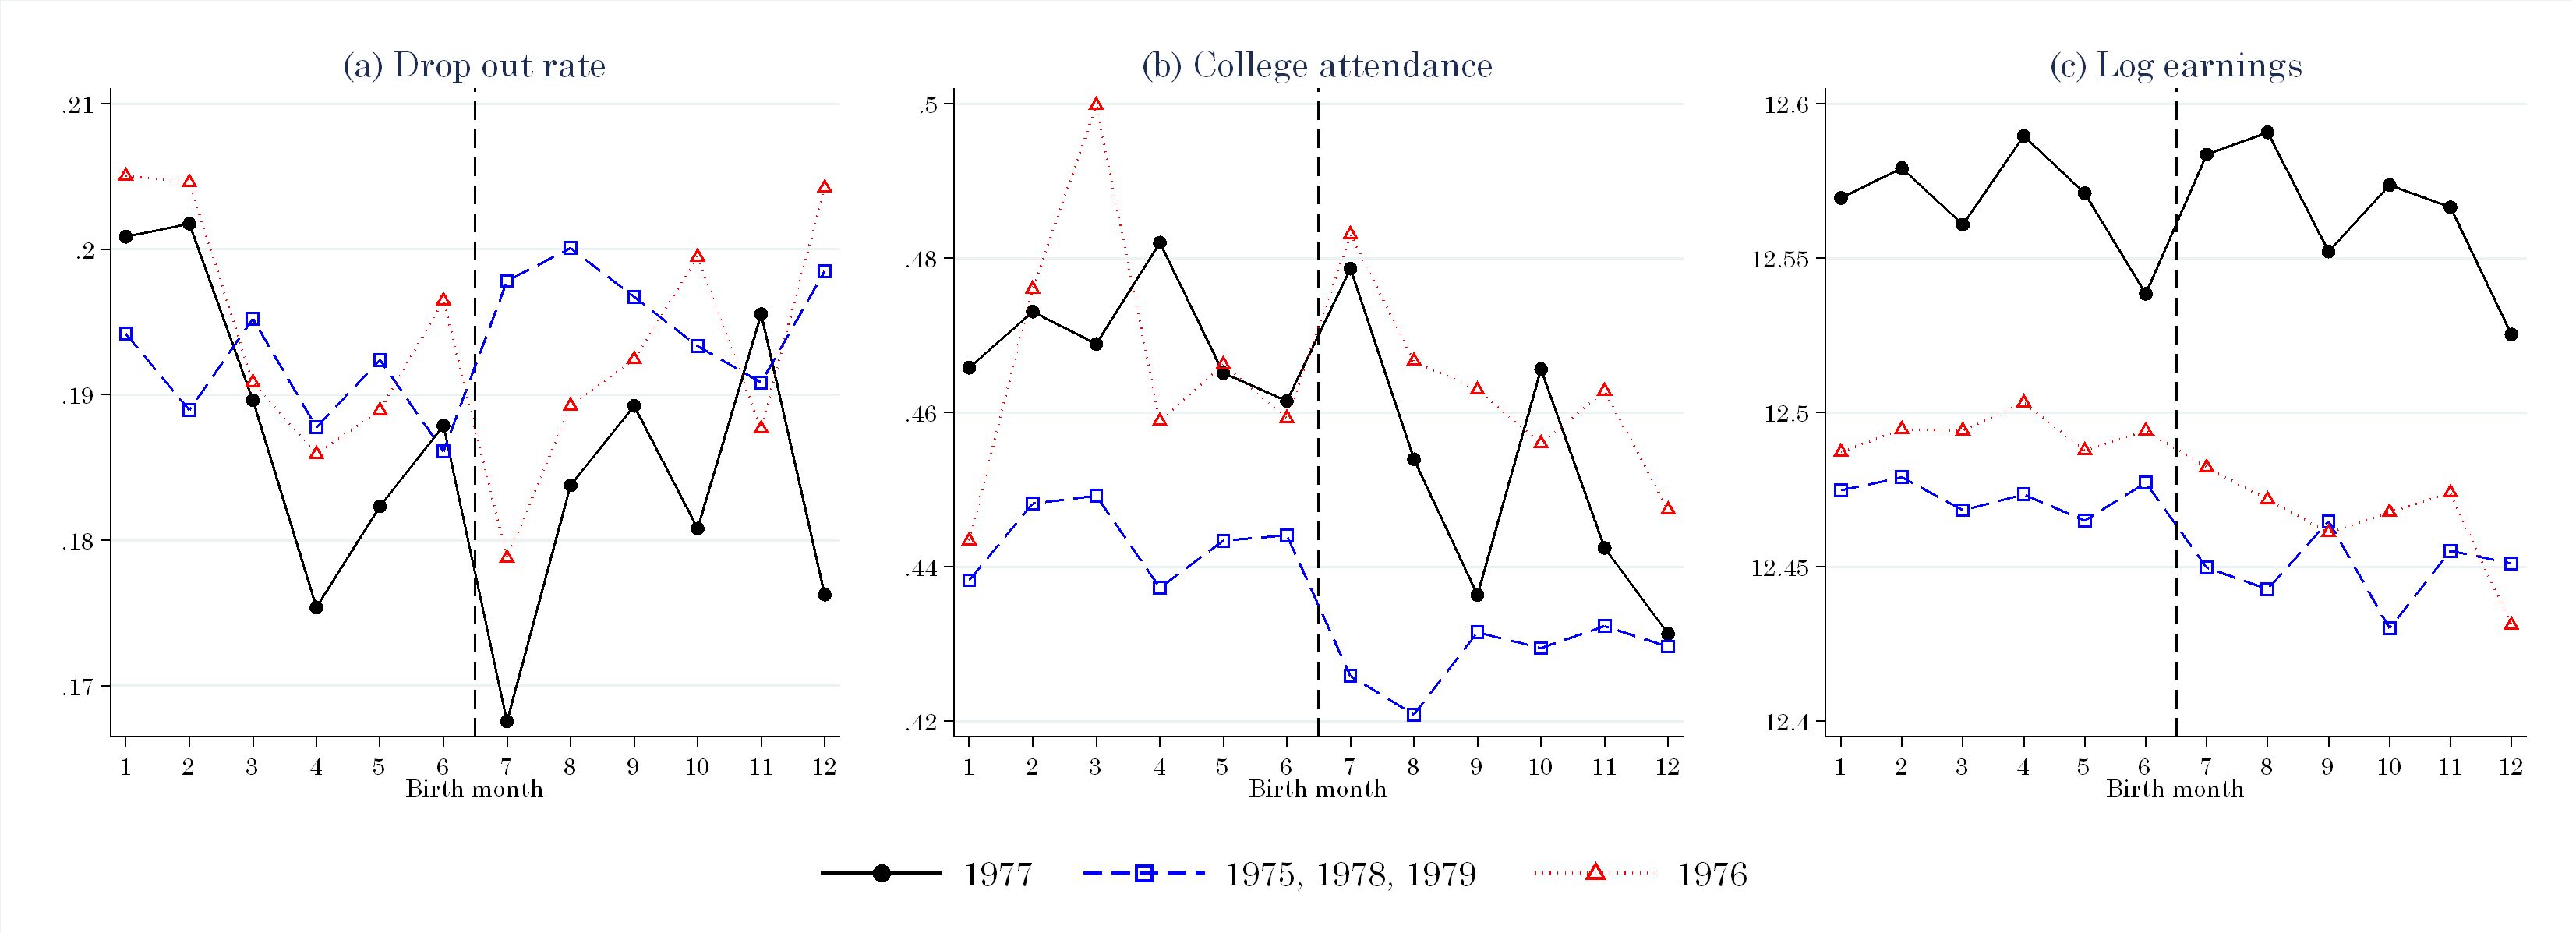 (a) Drop out rate
.21
.2
.19
.18
.17
1 2 3 4 5 6 7 8 9 10 11 12
Birth month
(b) College attendance
.5
.48
.46
.44
.42
1 2 3 4 5 6 7 8 9 10 11 12
Birth month
(c) Log earnings
12.6
12.55
12.5
12.45
12.4
1 2 3 4 5 6 7 8 9 10 11 12
Birth month
1977 1975, 1978, 1979 1976